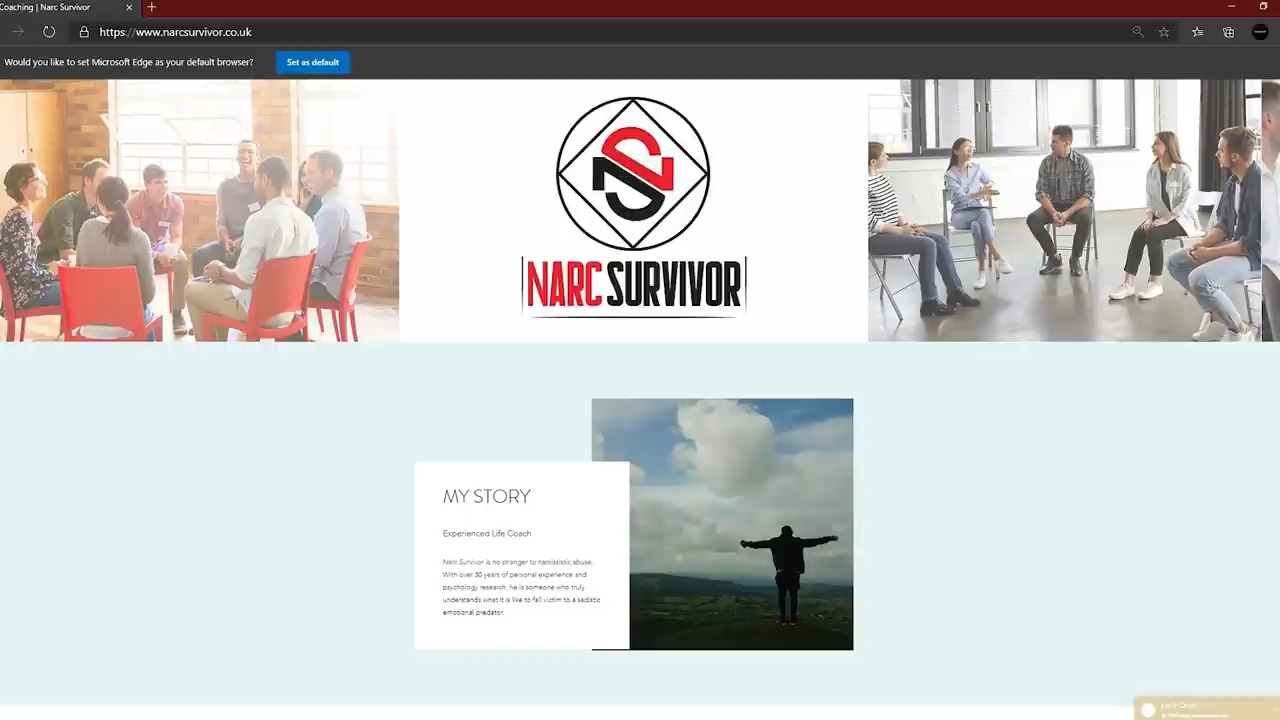 Coaching | Narc Survivor
https://www.narcsurvivor.co.uk
Would you like to set Microsoft Edge as your default browser?
Set as default
NARC SURVIVOR
MY STORY
Experienced Life Coach
Narc Survivor is no stranger to narcissistic abuse.
With over 30 years of personal experience and
psychology research, he is someone who truly
understands what it is like to fall victim to a sadistic
emotional predator.